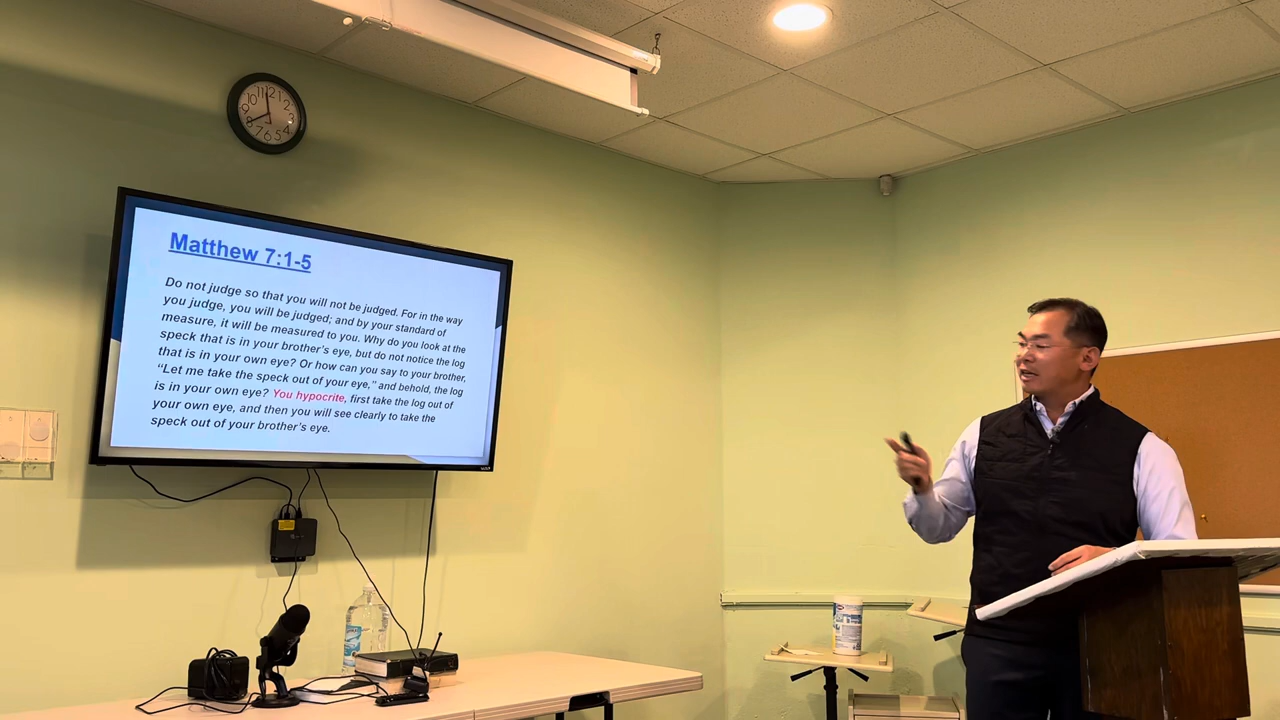 Matthew 7:1-5
Do not judge so that you will not be judged. For in the way
you judge, you will be judged; and by your standard of
measure, it will be measured to you. Why do you look at the
speck that is in your brother's eye, but do not notice the log
that is in your own eye? Or how can you say to your brother,
“Let me take the speck out of your eye,” and behold, the log
is in your own eye? You hypocrite, first take the log out of
your own eye, and then you will see clearly to take the
speck out of your brother's eye.